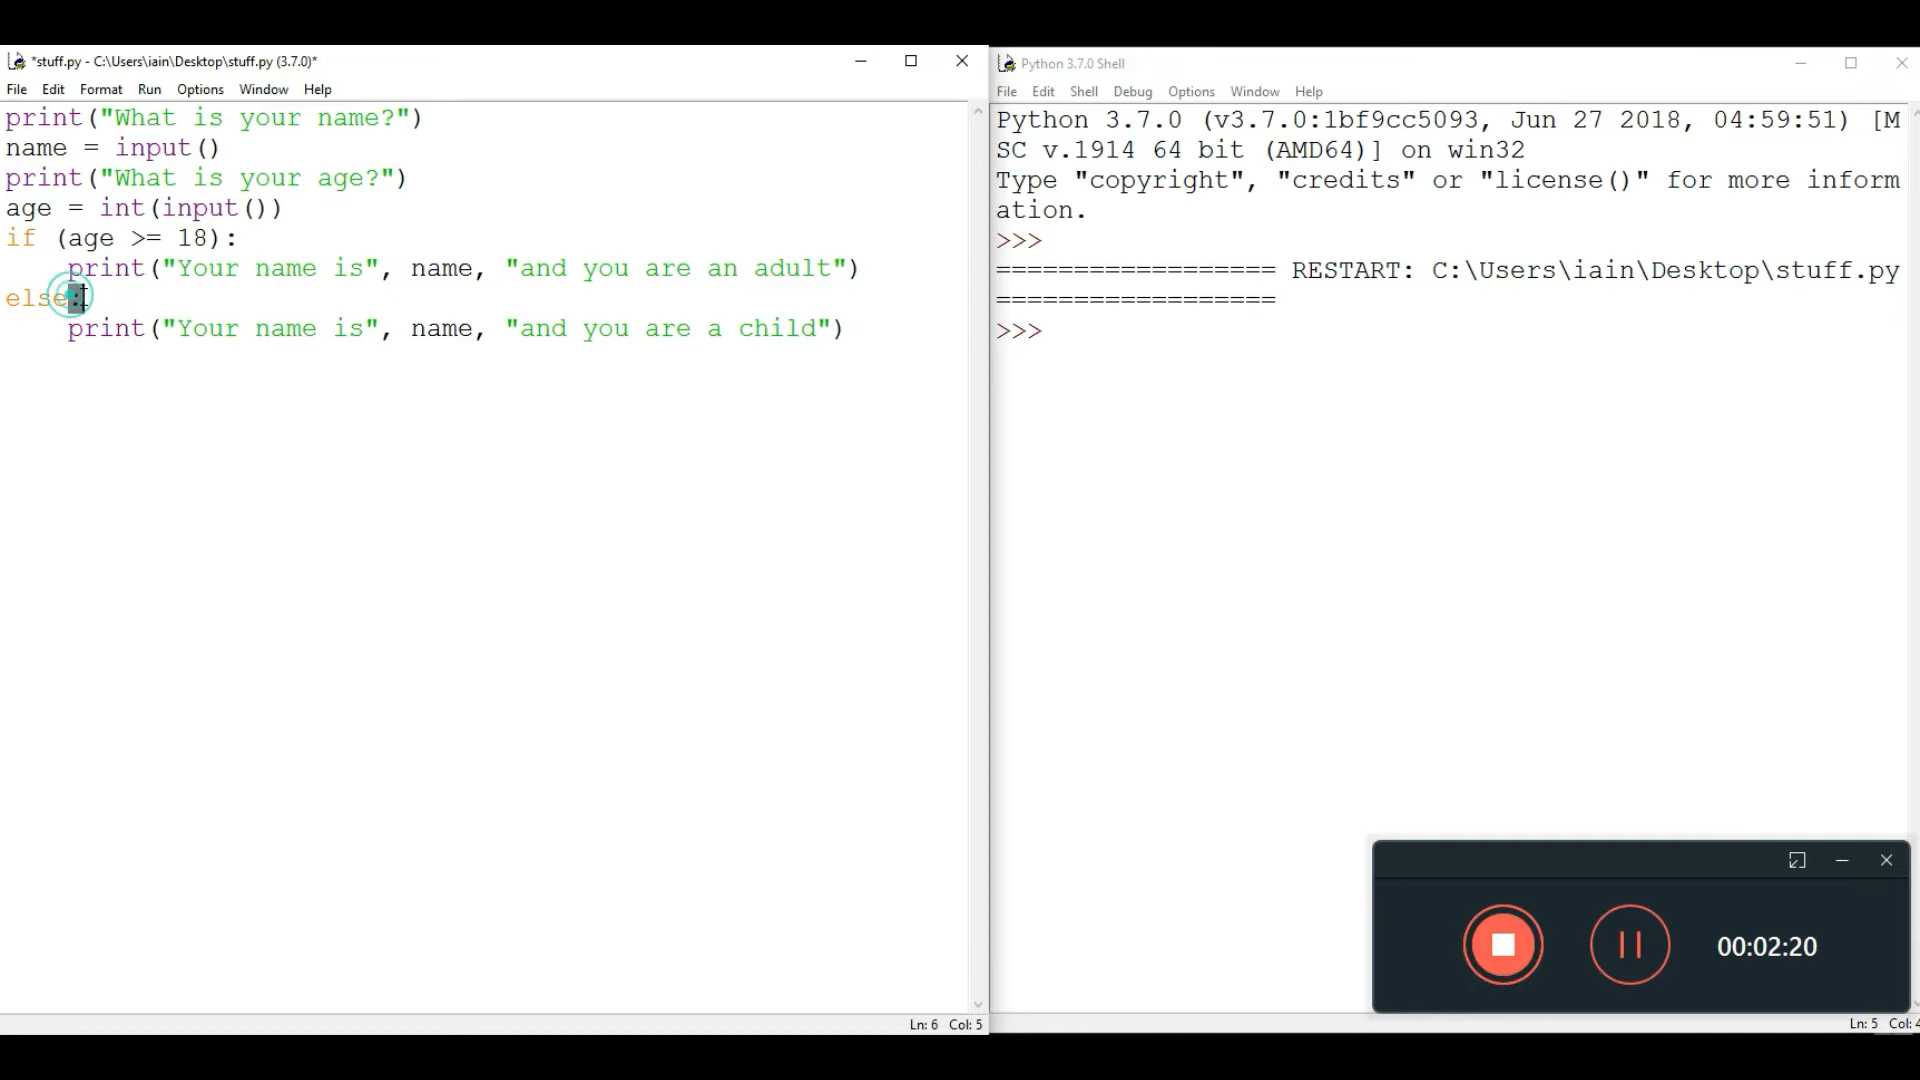 *stuff.py - C:\Users\iain\Desktop\stuff.py (3.7.0)*
File Edit Format Run Options Window Help
print("What is your name?")
name = input()
print("What is your age?")
age = int(input())
if (age >= 18):
    print("Your name is", name, "and you are an adult")
else:
    print("Your name is", name, "and you are a child")
Ln: 6 Col: 5
Python 3.7.0 Shell
File Edit Shell Debug Options Window Help
Python 3.7.0 (v3.7.0:1bf9cc5093, Jun 27 2018, 04:59:51) [M
SC v.1914 64 bit (AMD64)] on win32
Type "copyright", "credits" or "license()" for more inform
ation.
>>>
================== RESTART: C:\Users\iain\Desktop\stuff.py
==================
>>>
00:02:20
Ln: 5 Col: 4